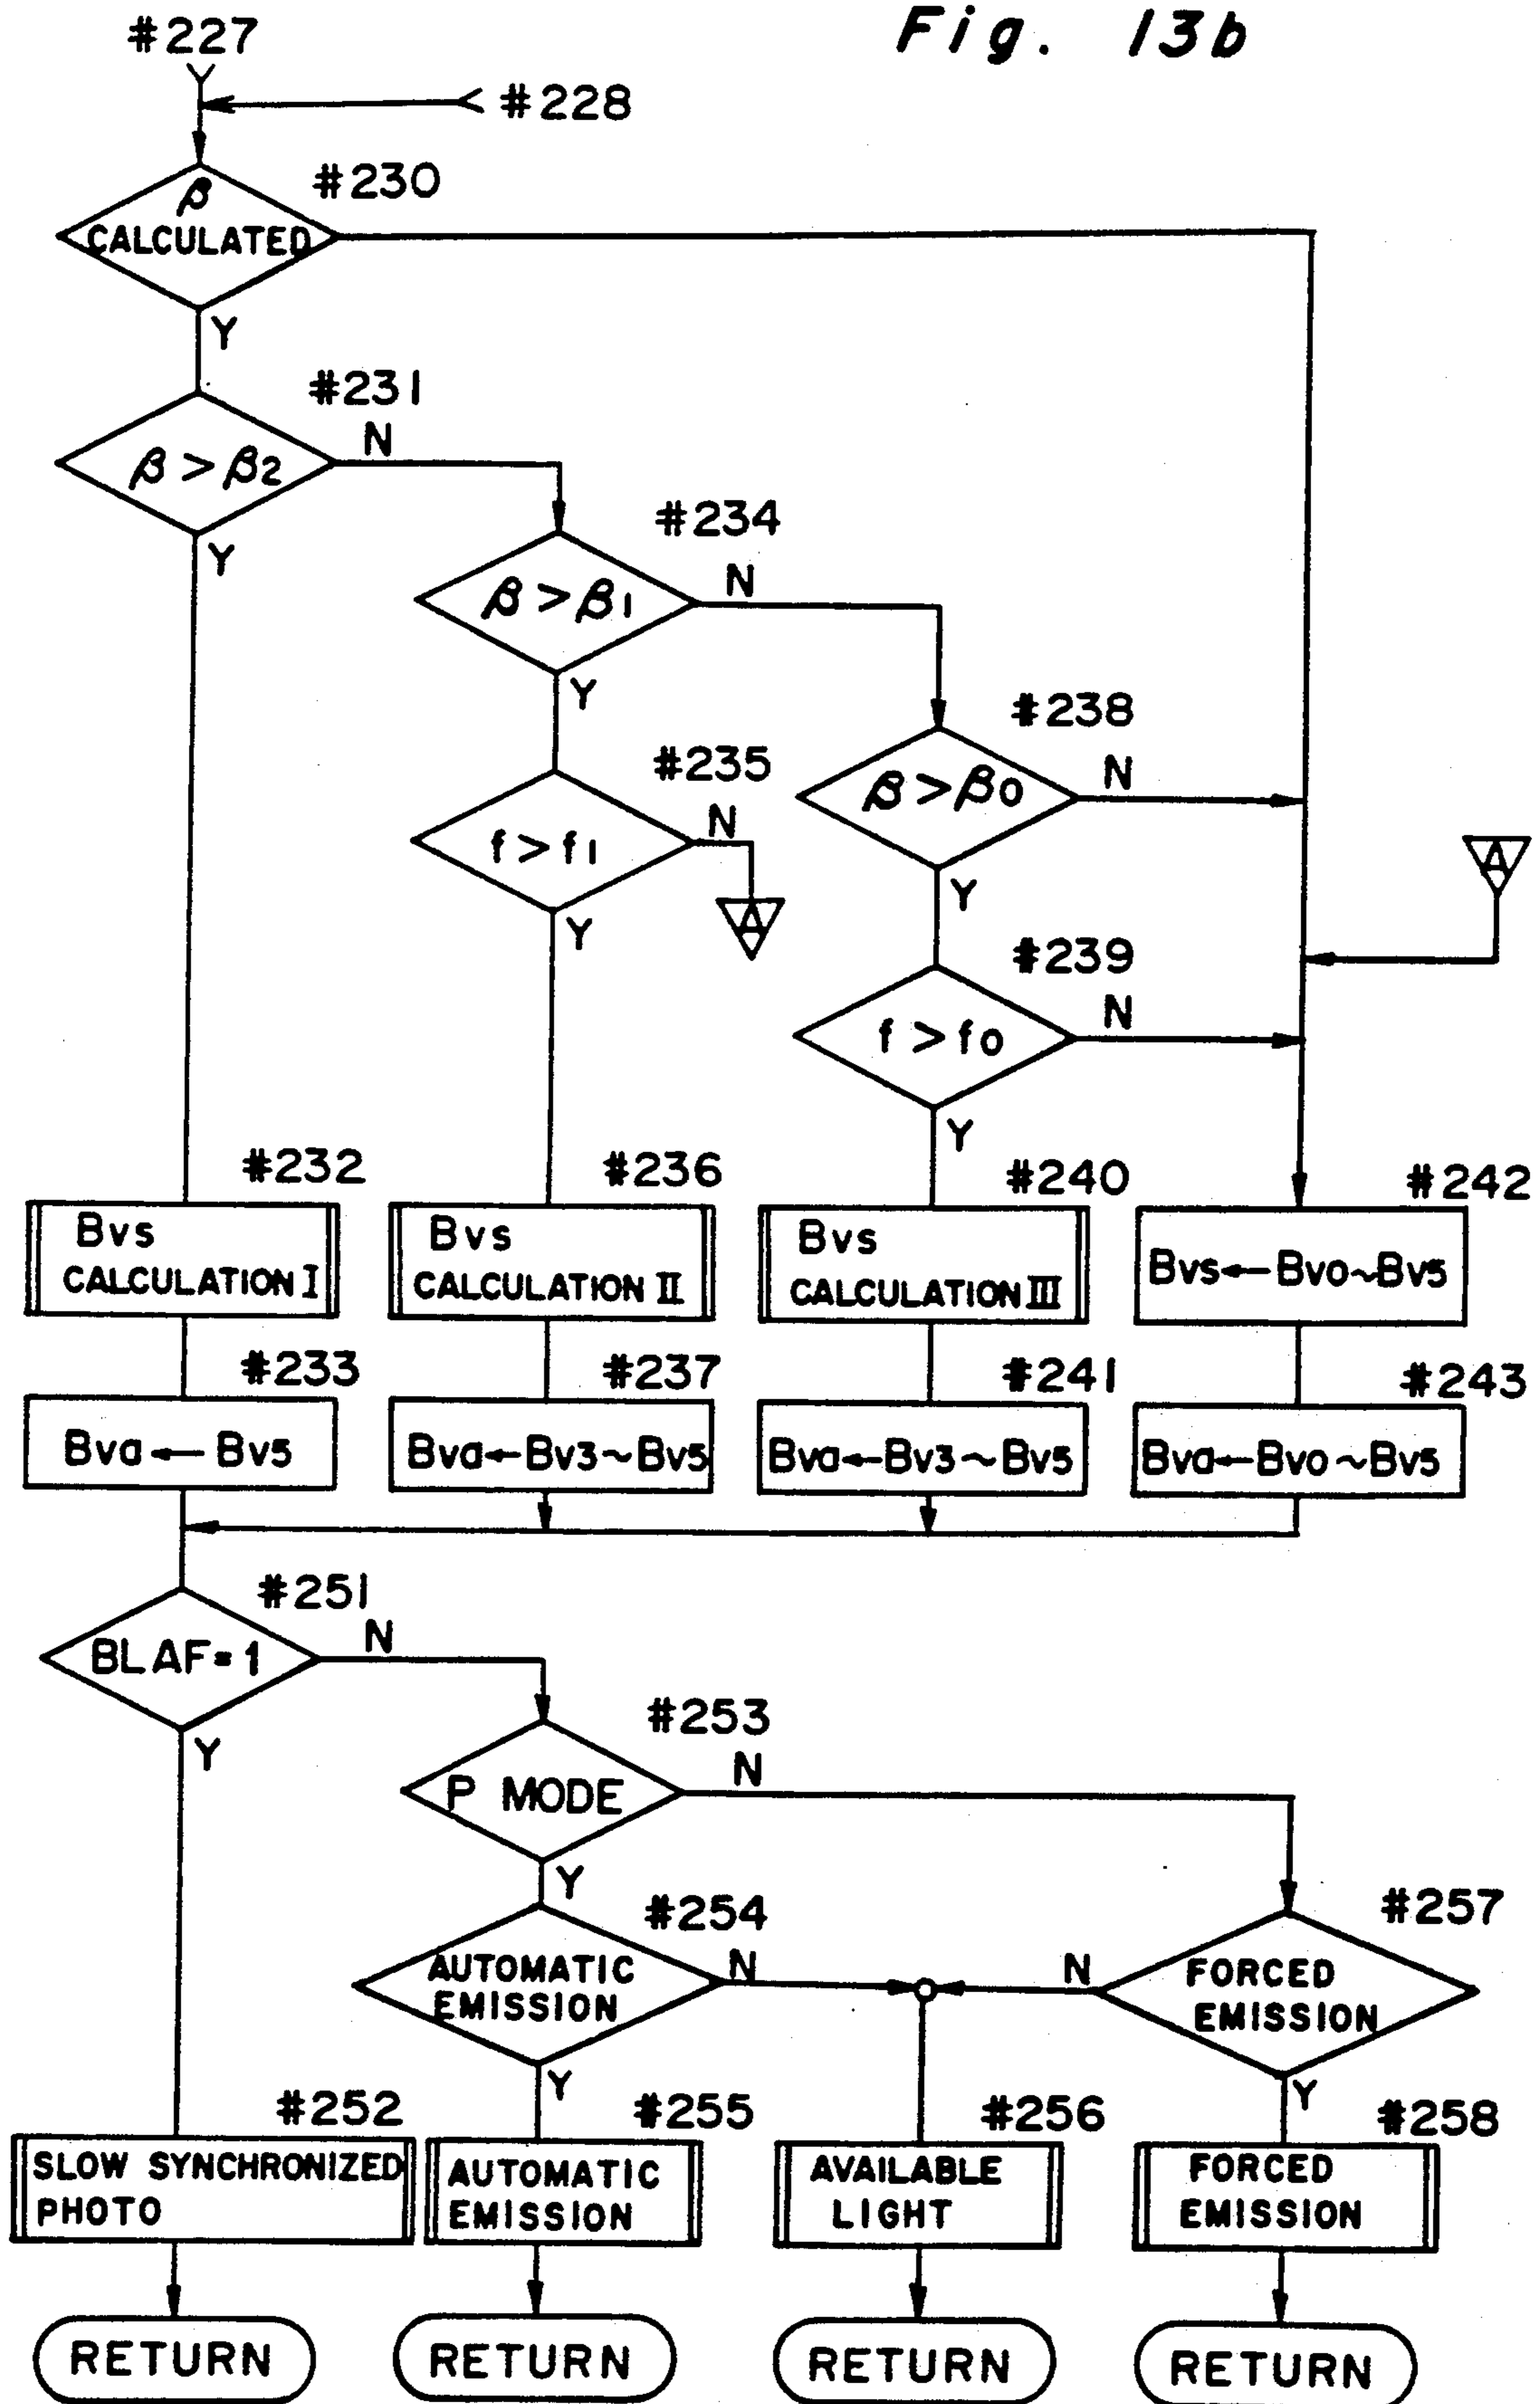 Fig. 13b
#227
#228
#230
β
CALCULATED
Y
#231
N
β > β2
Y
#234
N
β > β1
Y
#238
N
β > β0
#235
N
f > f1
A
A
Y
Y
#239
N
f > f0
Y
#232
Bvs
CALCULATION I
#236
Bvs
CALCULATION II
#240
Bvs
CALCULATION III
#242
Bvs←Bvo~Bv5
#233
Bva ← Bv5
#237
Bva←Bv3~Bv5
#241
Bva←Bv3~Bv5
#243
Bva←Bvo~Bv5
#251
N
BLAF=1
Y
#253
N
P MODE
Y
#254
N
AUTOMATIC
EMISSION
Y
#257
N
FORCED
EMISSION
Y
#252
SLOW SYNCHRONIZED
PHOTO
#255
AUTOMATIC
EMISSION
#256
AVAILABLE
LIGHT
#258
FORCED
EMISSION
RETURN
RETURN
RETURN
RETURN